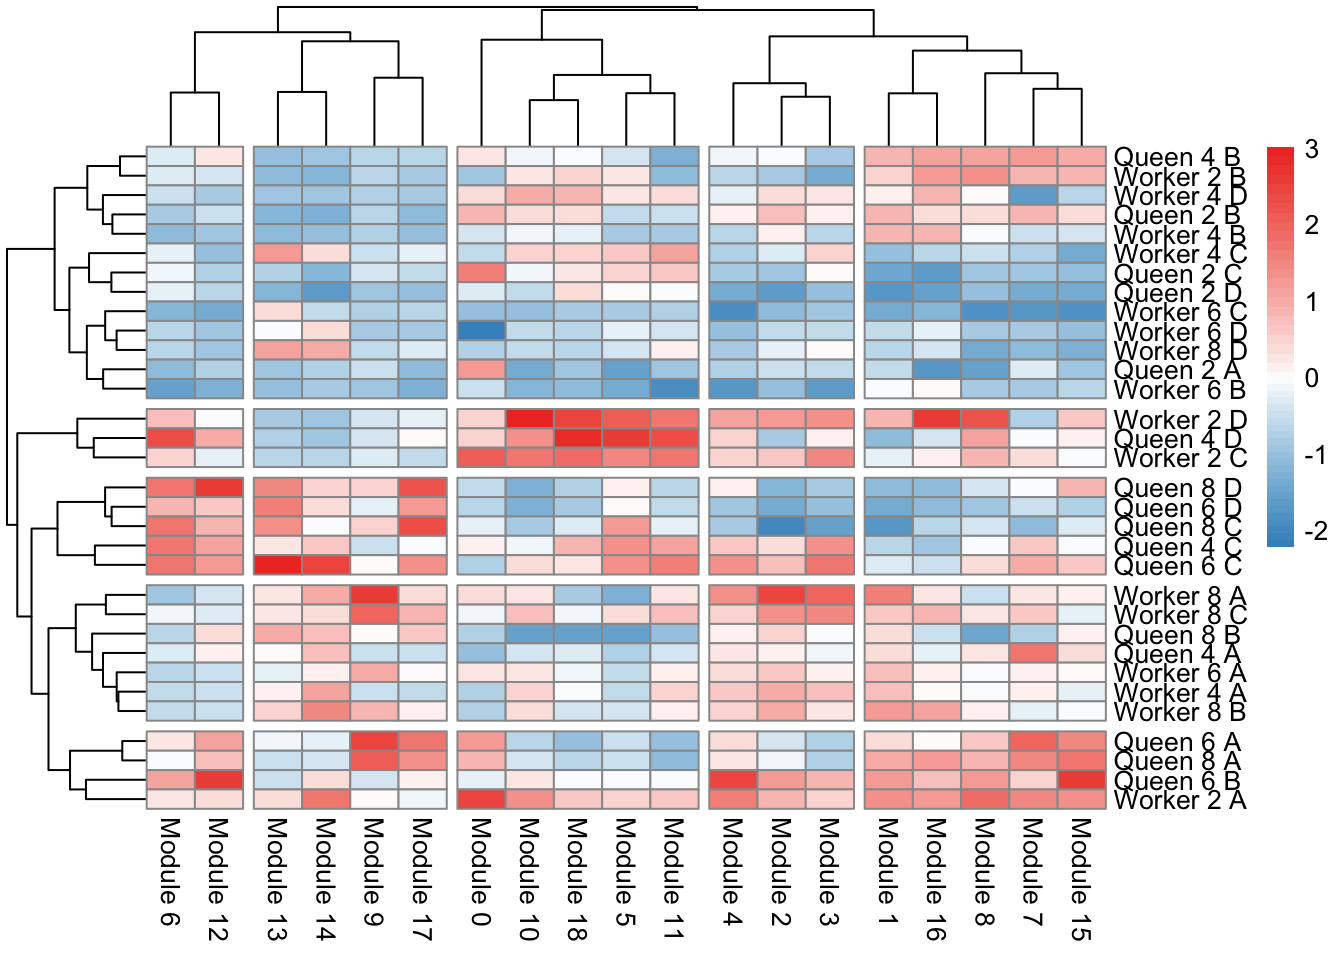 Queen 4 B
Worker 2 B
Worker 4 D
Queen 2 B
Worker 4 B
Worker 4 C
Queen 2 C
Queen 2 D
Worker 6 C
Worker 6 D
Worker 8 D
Queen 2 A
Worker 6 B
Worker 2 D
Queen 4 D
Worker 2 C
Queen 8 D
Queen 6 D
Queen 8 C
Queen 4 C
Queen 6 C
Worker 8 A
Worker 8 C
Queen 8 B
Queen 4 A
Worker 6 A
Worker 4 A
Worker 8 B
Queen 6 A
Queen 8 A
Queen 6 B
Worker 2 A
3
2
1
0
-1
-2
Module 6
Module 12
Module 13
Module 14
Module 9
Module 17
Module 0
Module 10
Module 18
Module 5
Module 11
Module 4
Module 2
Module 3
Module 1
Module 16
Module 8
Module 7
Module 15